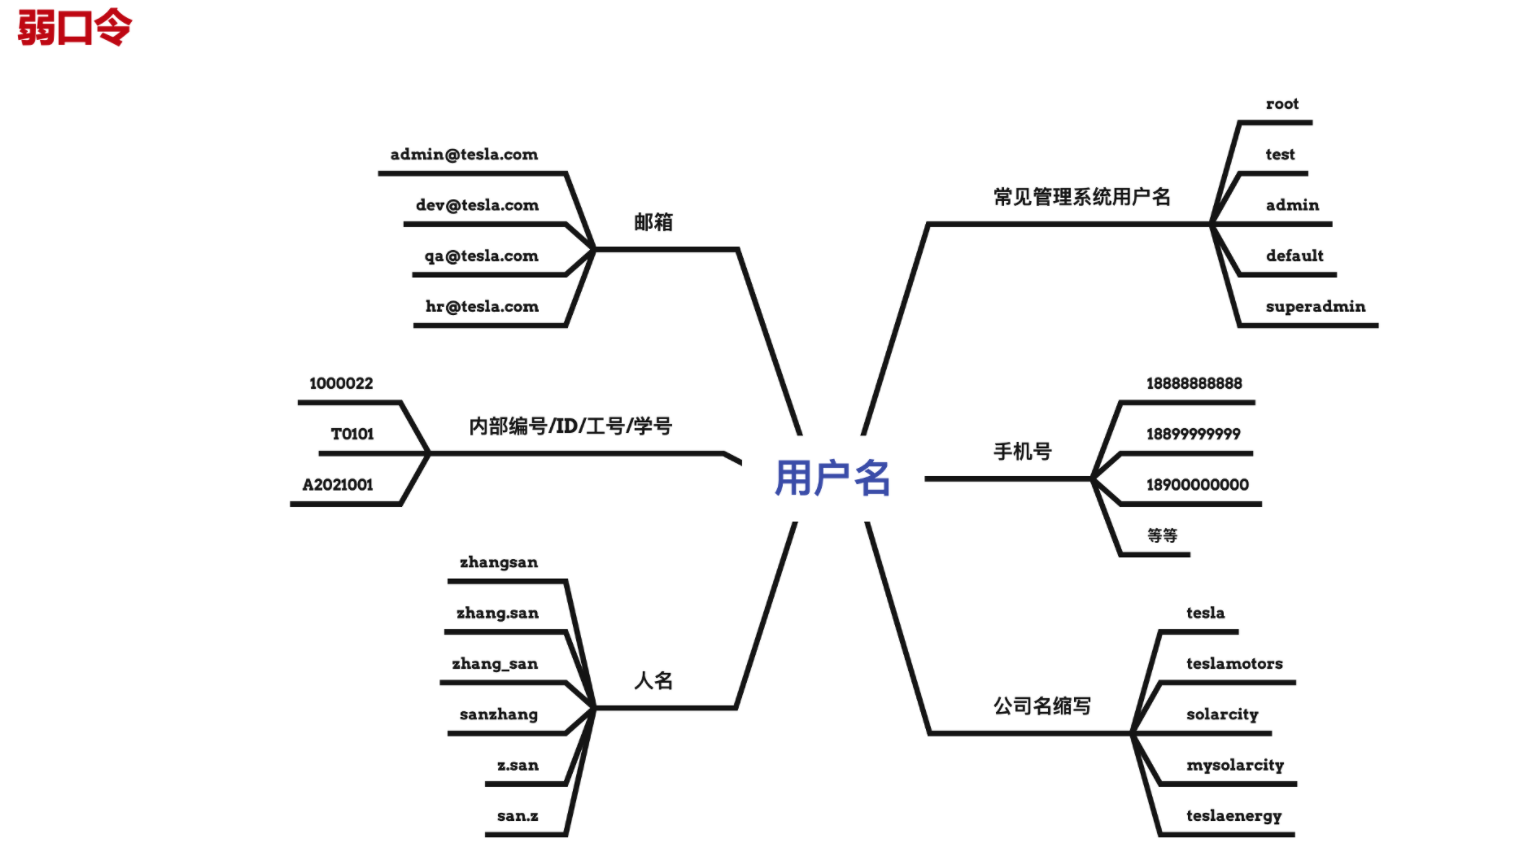 弱口令
用户名
邮箱
admin@tesla.com
dev@tesla.com
qa@tesla.com
hr@tesla.com
内部编号/ID/工号/学号
1000022
T0101
A2021001
人名
zhangsan
zhang.san
zhang_san
sanzhang
z.san
san.z
常见管理系统用户名
root
test
admin
default
superadmin
手机号
18888888888
18899999999
18900000000
等等
公司名缩写
tesla
teslamotors
solarcity
mysolarcity
teslaenergy